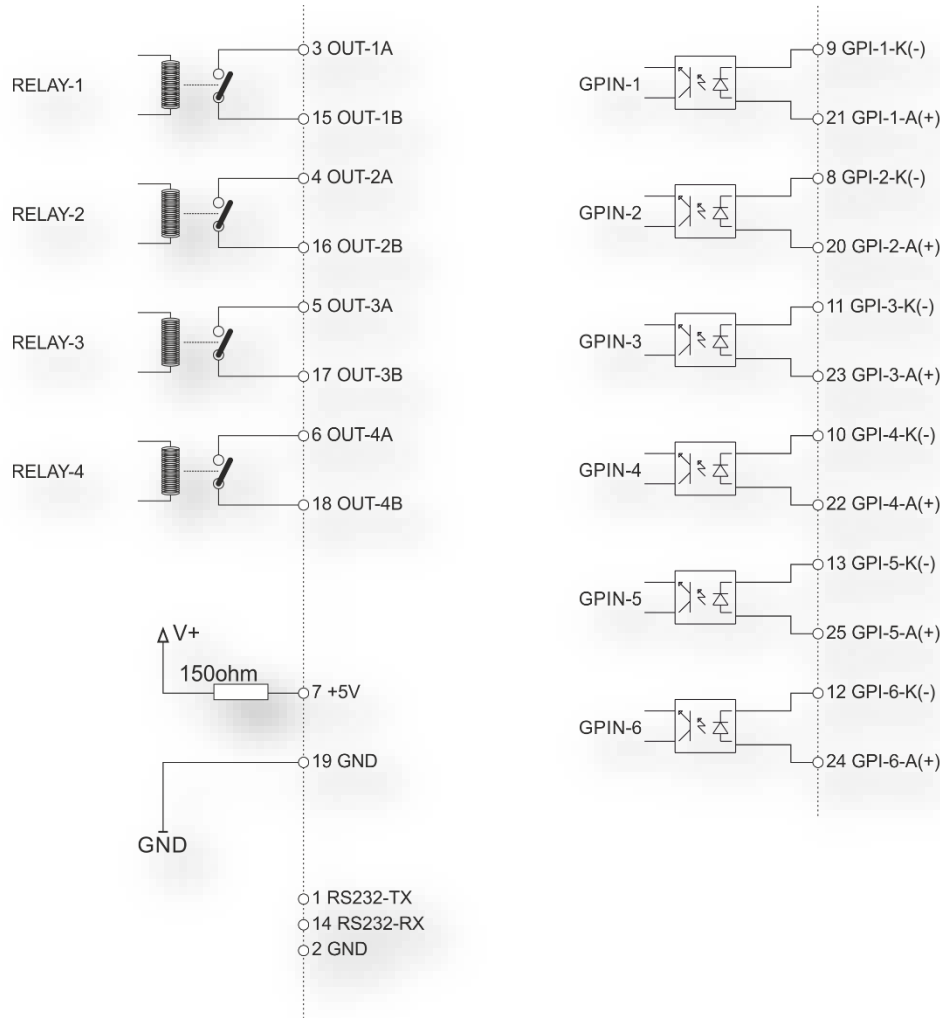 3 OUT-1A
RELAY-1
15 OUT-1B
4 OUT-2A
RELAY-2
16 OUT-2B
5 OUT-3A
RELAY-3
17 OUT-3B
6 OUT-4A
RELAY-4
18 OUT-4B
V+
150ohm
7 +5V
19 GND
GND
1 RS232-TX
14 RS232-RX
2 GND
9 GPI-1-K(-)
GPIN-1
21 GPI-1-A(+)
8 GPI-2-K(-)
GPIN-2
20 GPI-2-A(+)
11 GPI-3-K(-)
GPIN-3
23 GPI-3-A(+)
10 GPI-4-K(-)
GPIN-4
22 GPI-4-A(+)
13 GPI-5-K(-)
GPIN-5
25 GPI-5-A(+)
12 GPI-6-K(-)
GPIN-6
24 GPI-6-A(+)